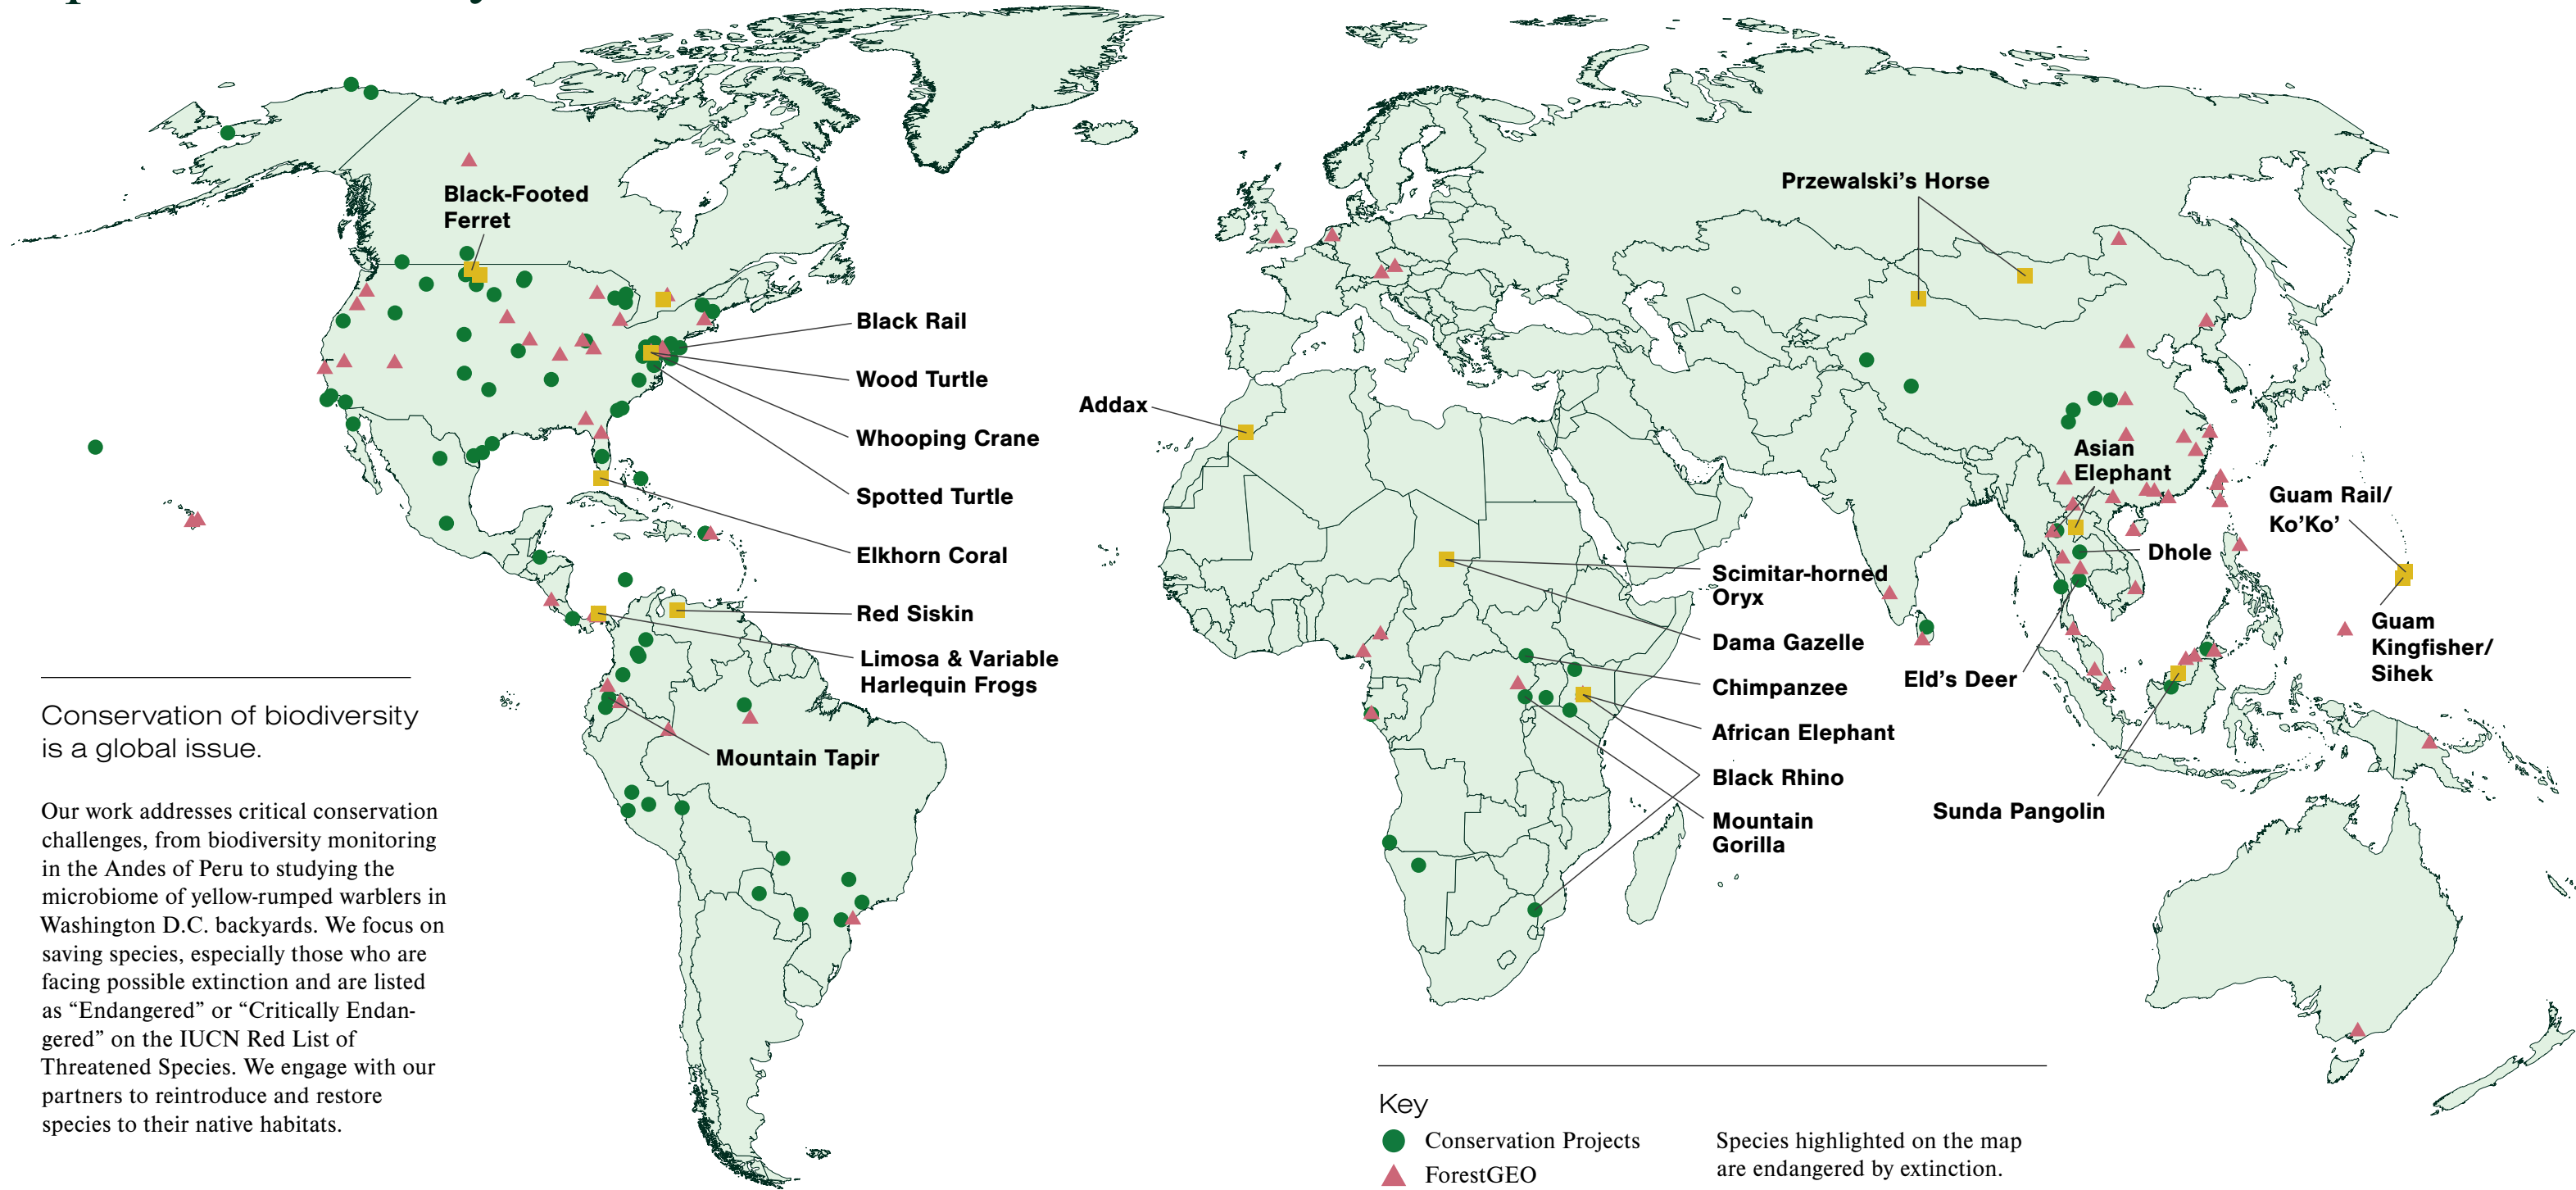 Black-Footed
Ferret
Black Rail
Wood Turtle
Whooping Crane
Spotted Turtle
Elkhorn Coral
Red Siskin
Limosa & Variable
Harlequin Frogs
Mountain Tapir
Addax
Przewalski’s Horse
Scimitar-horned
Oryx
Dama Gazelle
Chimpanzee
African Elephant
Black Rhino
Mountain
Gorilla
Asian
Elephant
Dhole
Eld’s Deer
Sunda Pangolin
Guam Rail/
Ko’Ko’
Guam
Kingfisher/
Sihek
Conservation of biodiversity
is a global issue.
Our work addresses critical conservation
challenges, from biodiversity monitoring
in the Andes of Peru to studying the
microbiome of yellow-rumped warblers in
Washington D.C. backyards. We focus on
saving species, especially those who are
facing possible extinction and are listed
as “Endangered” or “Critically Endan-
gered” on the IUCN Red List of
Threatened Species. We engage with our
partners to reintroduce and restore
species to their native habitats.
Key
Conservation Projects
ForestGEO
Species highlighted on the map
are endangered by extinction.